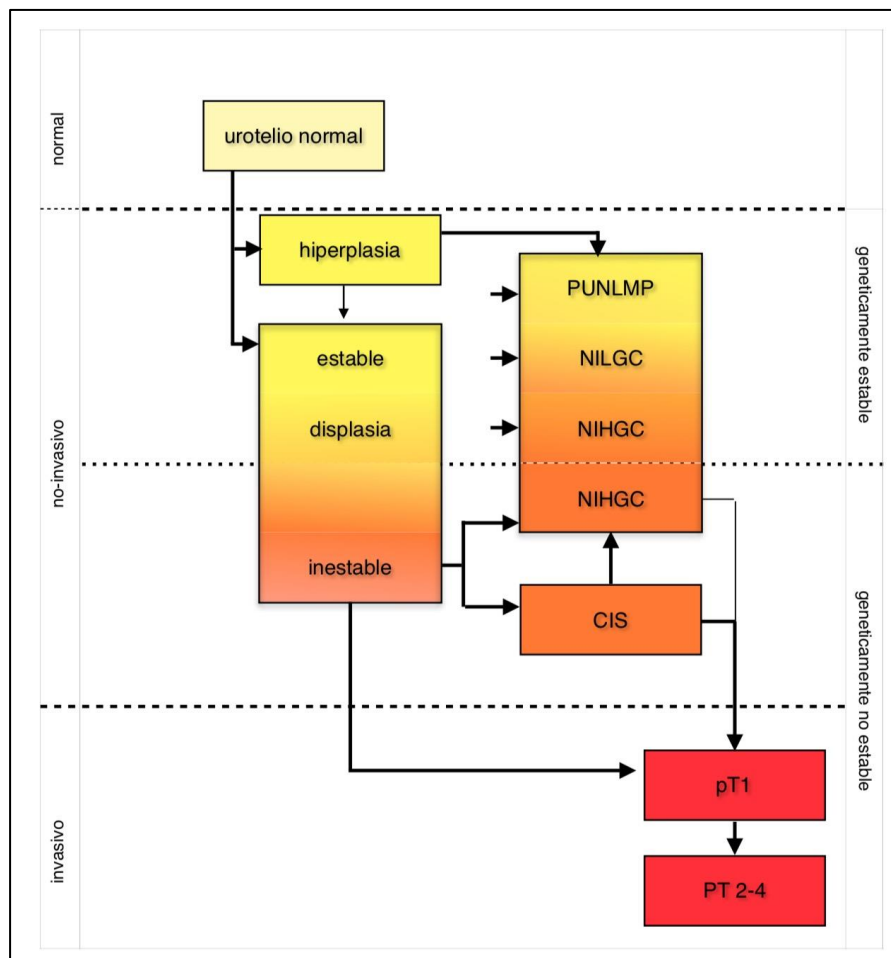 normal
urotelio normal
hiperplasia
PUNLMP
estable
NILGC
displasia
NIHGC
geneticamente estable
no-invasivo
NIHGC
inestable
CIS
geneticamente no estable
invasivo
pT1
PT 2-4